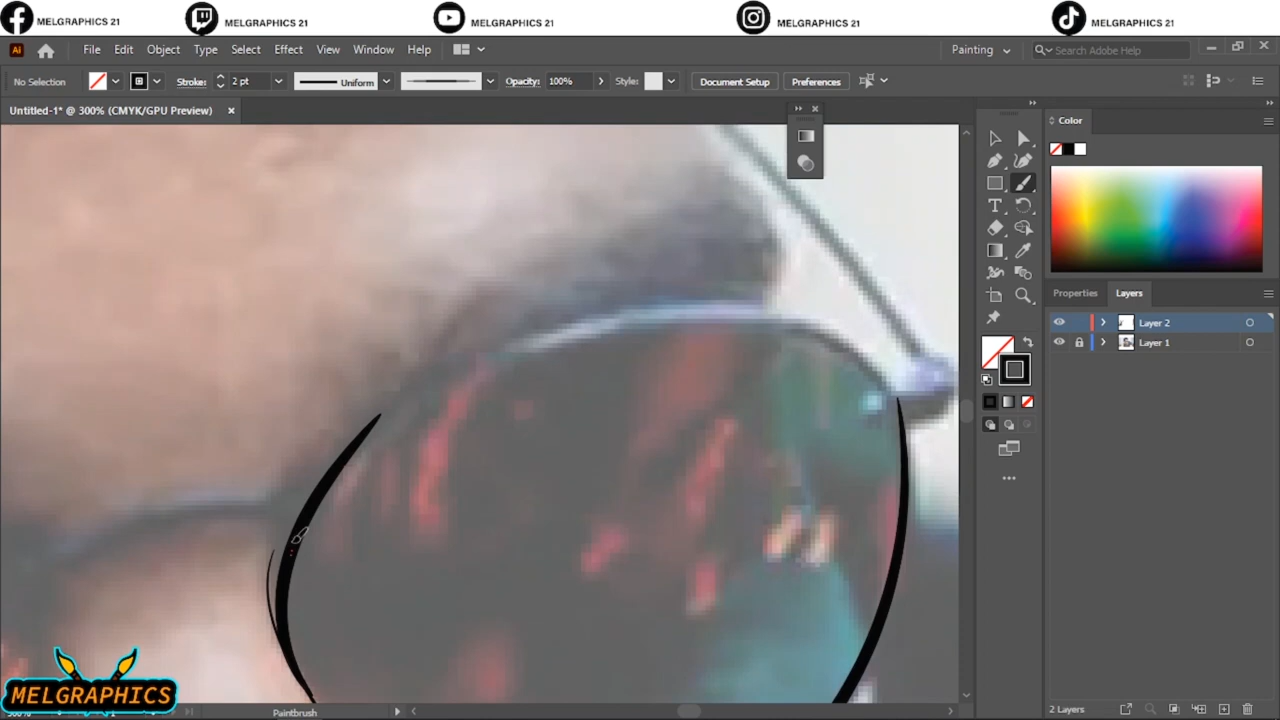 MELGRAPHICS 21 MELGRAPHICS 21 MELGRAPHICS 21 MELGRAPHICS 21 MELGRAPHICS 21
Ai File Edit Object Type Select Effect View Window Help Painting Search Adobe Help
No Selection Stroke: 2 pt Uniform Opacity: 100% Style: Document Setup Preferences
Untitled-1* @ 300% (CMYK/GPU Preview)
Color
Properties Layers
Layer 2
Layer 1
MELGRAPHICS
Paintbrush
2 Layers